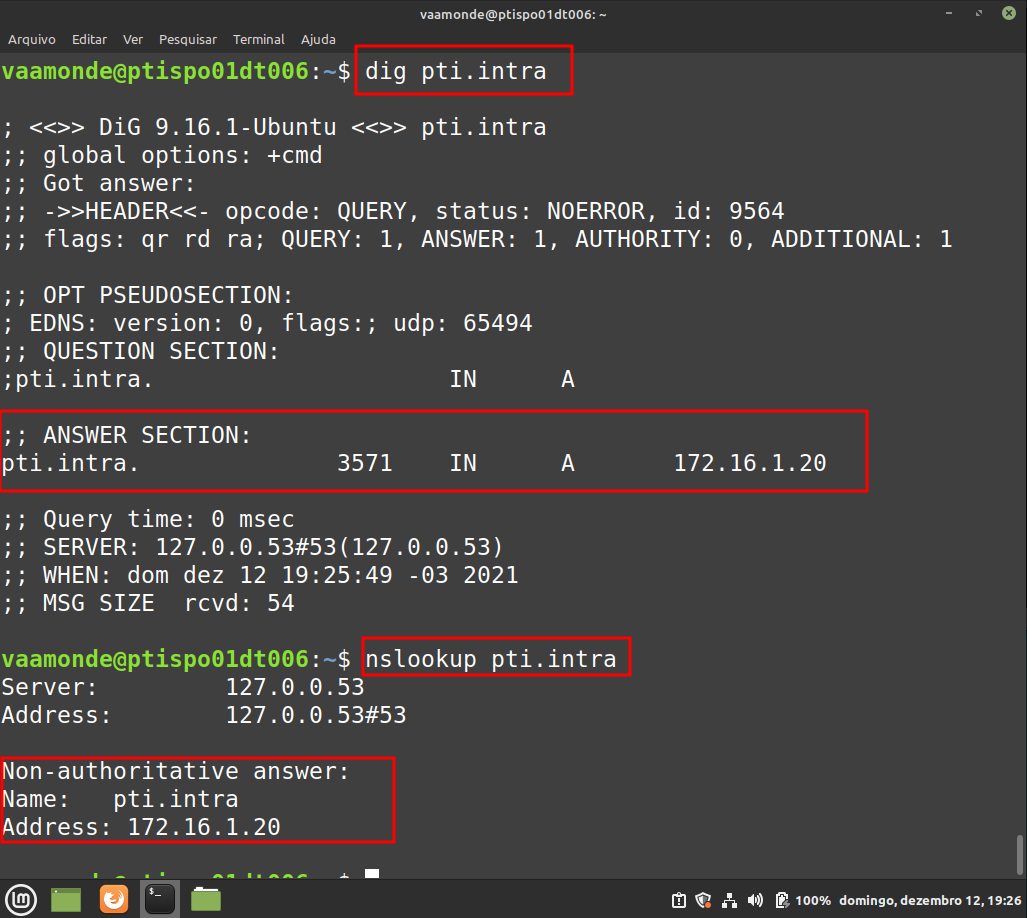 vaamonde@ptispo01dt006: ~
Arquivo Editar Ver Pesquisar Terminal Ajuda
vaamonde@ptispo01dt006:~$ dig pti.intra
; <<>> DiG 9.16.1-Ubuntu <<>> pti.intra
;; global options: +cmd
;; Got answer:
;; ->>HEADER<<- opcode: QUERY, status: NOERROR, id: 9564
;; flags: qr rd ra; QUERY: 1, ANSWER: 1, AUTHORITY: 0, ADDITIONAL: 1
;; OPT PSEUDOSECTION:
; EDNS: version: 0, flags:; udp: 65494
;; QUESTION SECTION:
;pti.intra. IN A
;; ANSWER SECTION:
pti.intra. 3571 IN A 172.16.1.20
;; Query time: 0 msec
;; SERVER: 127.0.0.53#53(127.0.0.53)
;; WHEN: dom dez 12 19:25:49 -03 2021
;; MSG SIZE rcvd: 54
vaamonde@ptispo01dt006:~$ nslookup pti.intra
Server: 127.0.0.53
Address: 127.0.0.53#53
Non-authoritative answer:
Name: pti.intra
Address: 172.16.1.20
100% domingo, dezembro 12, 19:26